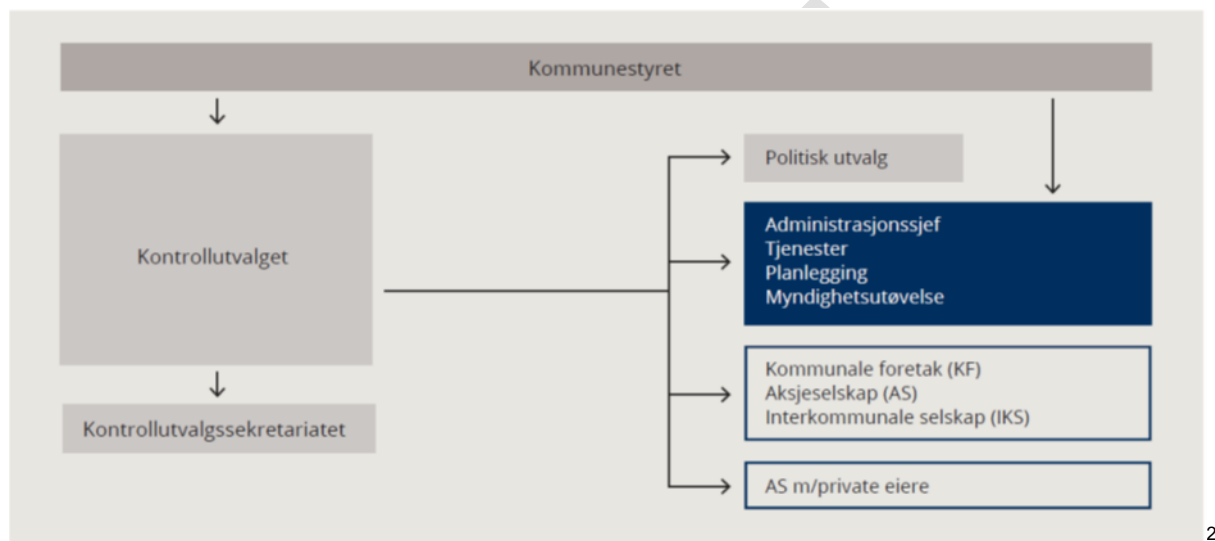 Kommunestyret
Kontrollutvalget
Kontrollutvalgssekretariatet
Politisk utvalg
Administrasjonssjef
Tjenester
Planlegging
Myndighetsutøvelse
Kommunale foretak (KF)
Aksjeselskap (AS)
Interkommunale selskap (IKS)
AS m/private eiere
2